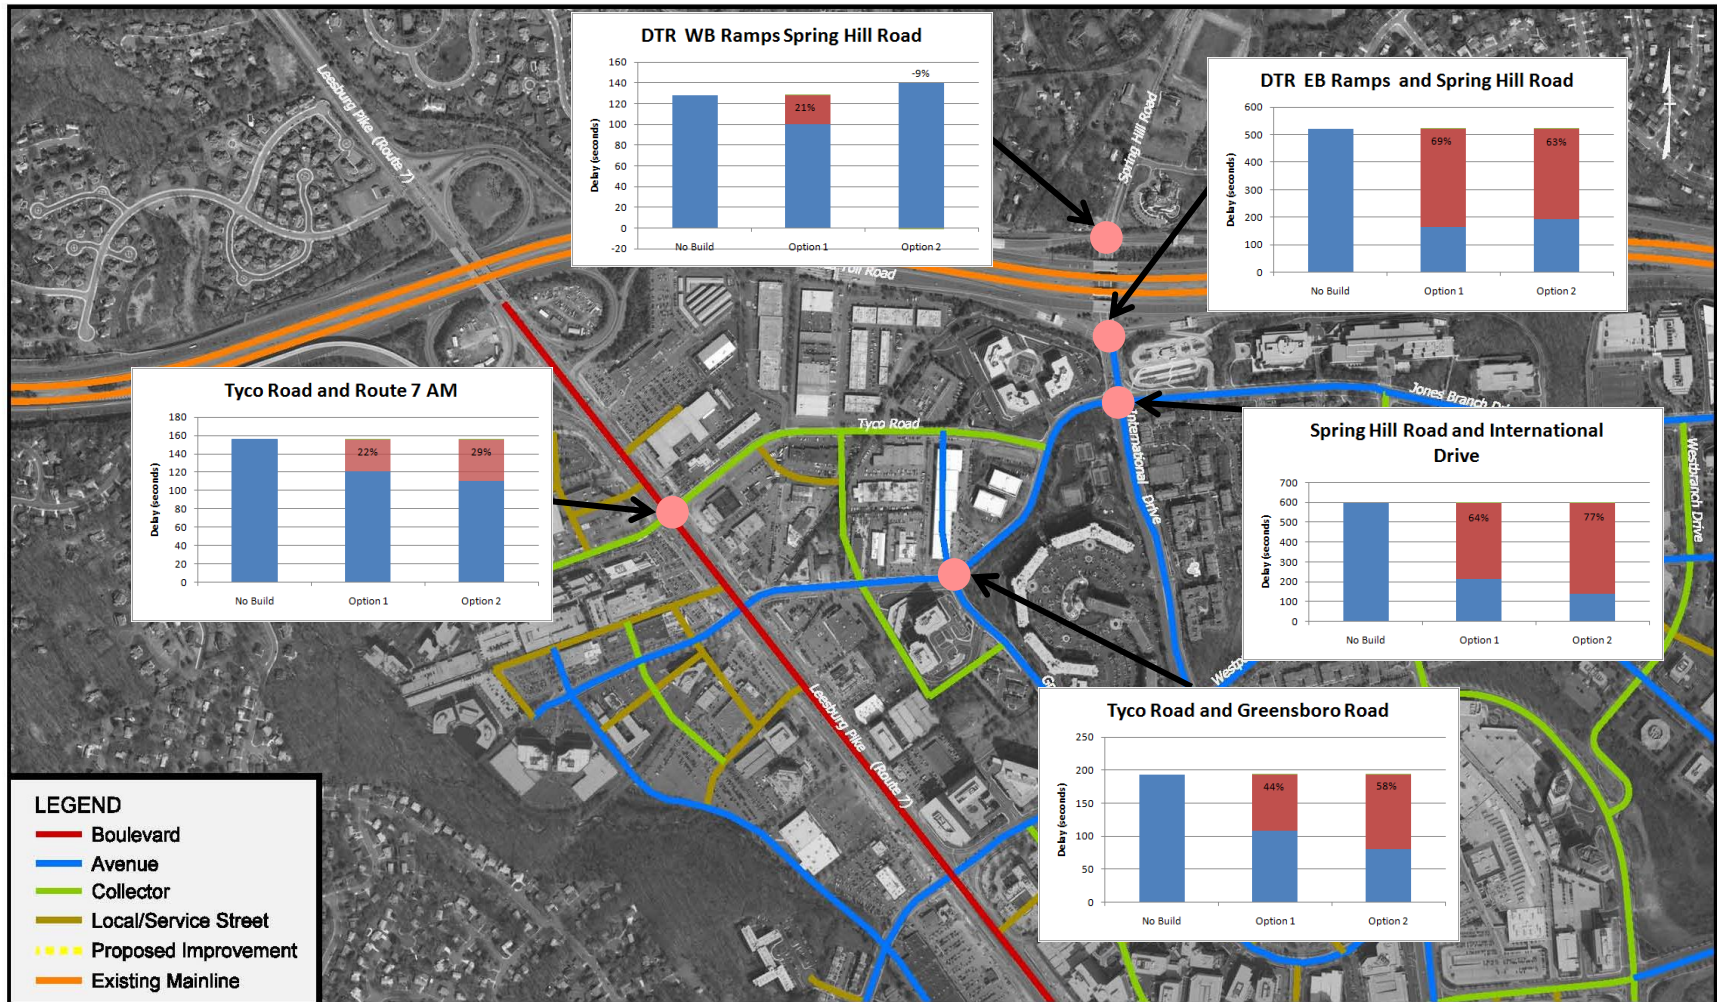 DTR WB Ramps Spring Hill Road
Delay (seconds)
160
140
120
100
80
60
40
20
0
-20
21%
-9%
No Build
Option 1
Option 2
DTR EB Ramps and Spring Hill Road
Delay (seconds)
600
500
400
300
200
100
0
69%
63%
No Build
Option 1
Option 2
Leesburg Pike (Route 7)
Spring Hill Road
Road
Tyco Road and Route 7 AM
Delay (seconds)
180
160
140
120
100
80
60
40
20
0
22%
29%
No Build
Option 1
Option 2
Tyco Road
Jones Branch
International Drive
Westbranch Drive
Spring Hill Road and International
Drive
Delay (seconds)
700
600
500
400
300
200
100
0
64%
77%
No Build
Option 1
Option 2
Leesburg Pike (Route 7)
Tyco Road and Greensboro Road
Delay (seconds)
250
200
150
100
50
0
44%
58%
No Build
Option 1
Option 2
LEGEND
Boulevard
Avenue
Collector
Local/Service Street
Proposed Improvement
Existing Mainline